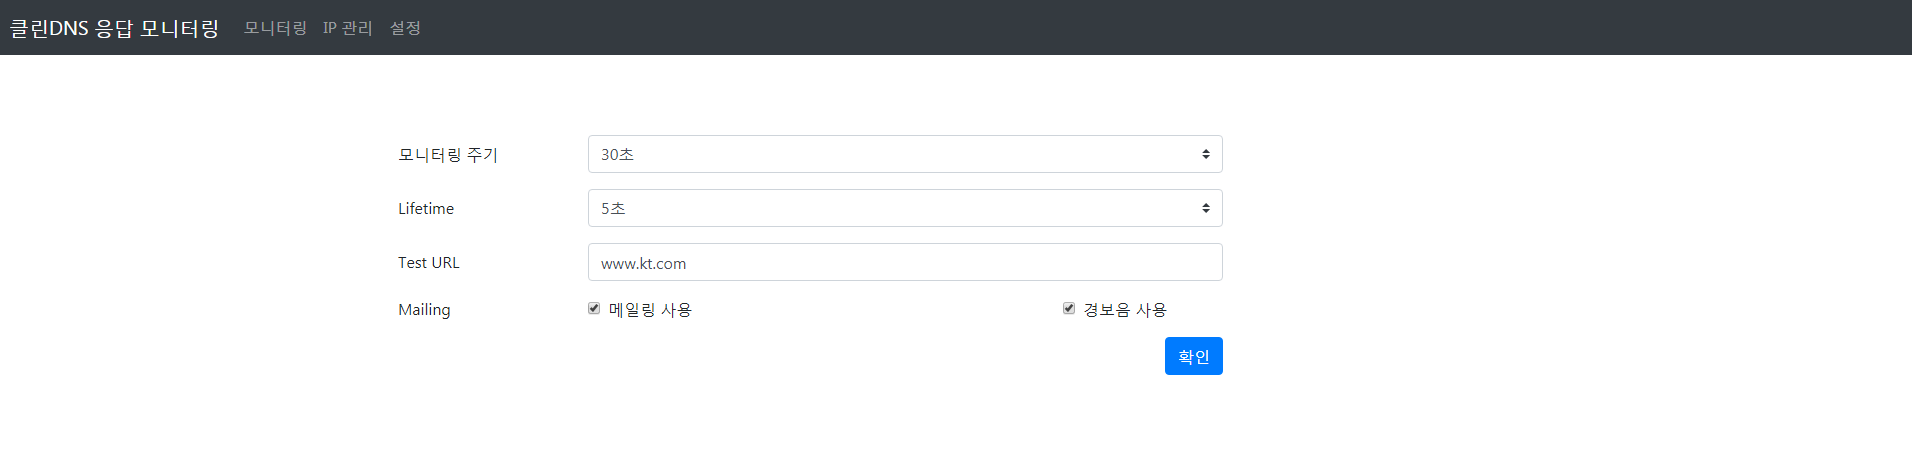 클린DNS 응답 모니터링 모니터링 IP 관리 설정
모니터링 주기 30초
Lifetime 5초
Test URL www.kt.com
Mailing 메일링 사용 경보음 사용
확인